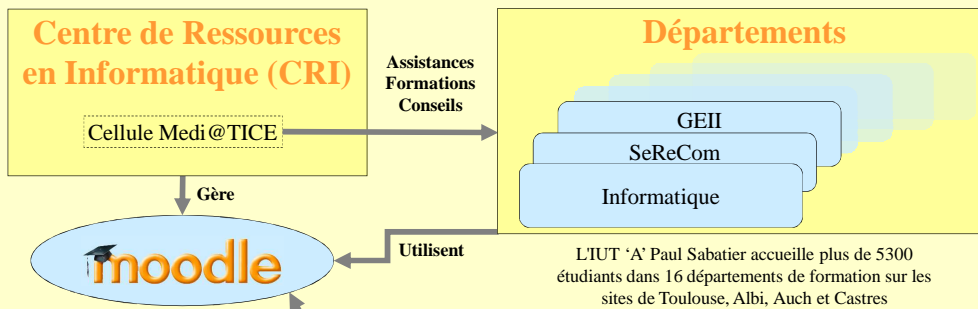 Centre de Ressources
en Informatique (CRI)
Cellule Medi@TICE
Assistances
Formations
Conseils
Départements
GEII
SeReCom
Informatique
Gère
moodle
Utilisent
L'IUT ‘A’ Paul Sabatier accueille plus de 5300
étudiants dans 16 départements de formation sur les
sites de Toulouse, Albi, Auch et Castres